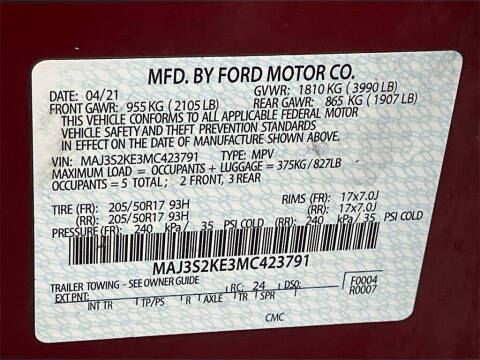 MFD. BY FORD MOTOR CO.
DATE: 04/21 GVWR: 1810 KG ( 3990 LB)
FRONT GAWR: 955 KG ( 2105 LB) REAR GAWR: 865 KG ( 1907 LB)
THIS VEHICLE CONFORMS TO ALL APPLICABLE FEDERAL MOTOR
VEHICLE SAFETY AND THEFT PREVENTION STANDARDS
IN EFFECT ON THE DATE OF MANUFACTURE SHOWN ABOVE.
VIN: MAJ3S2KE3MC423791 TYPE: MPV
MAXIMUM LOAD = OCCUPANTS + LUGGAGE = 375KG / 827LB
OCCUPANTS = 5 TOTAL; 2 FRONT, 3 REAR
TIRE (FR): 205/50R17 93H RIMS (FR): 17x7.0J
(RR): 205/50R17 93H (RR): 17x7.0J
PRESSURE (FR): 240 kPa / 35 PSI COLD (RR): 240 kPa / 35 PSI COLD
MAJ3S2KE3MC423791
TRAILER TOWING - SEE OWNER GUIDE
EXT PNT: RC: 24 DSO: F0004
INT TR TP/PS R AXLE TR SPR R0007
CMC